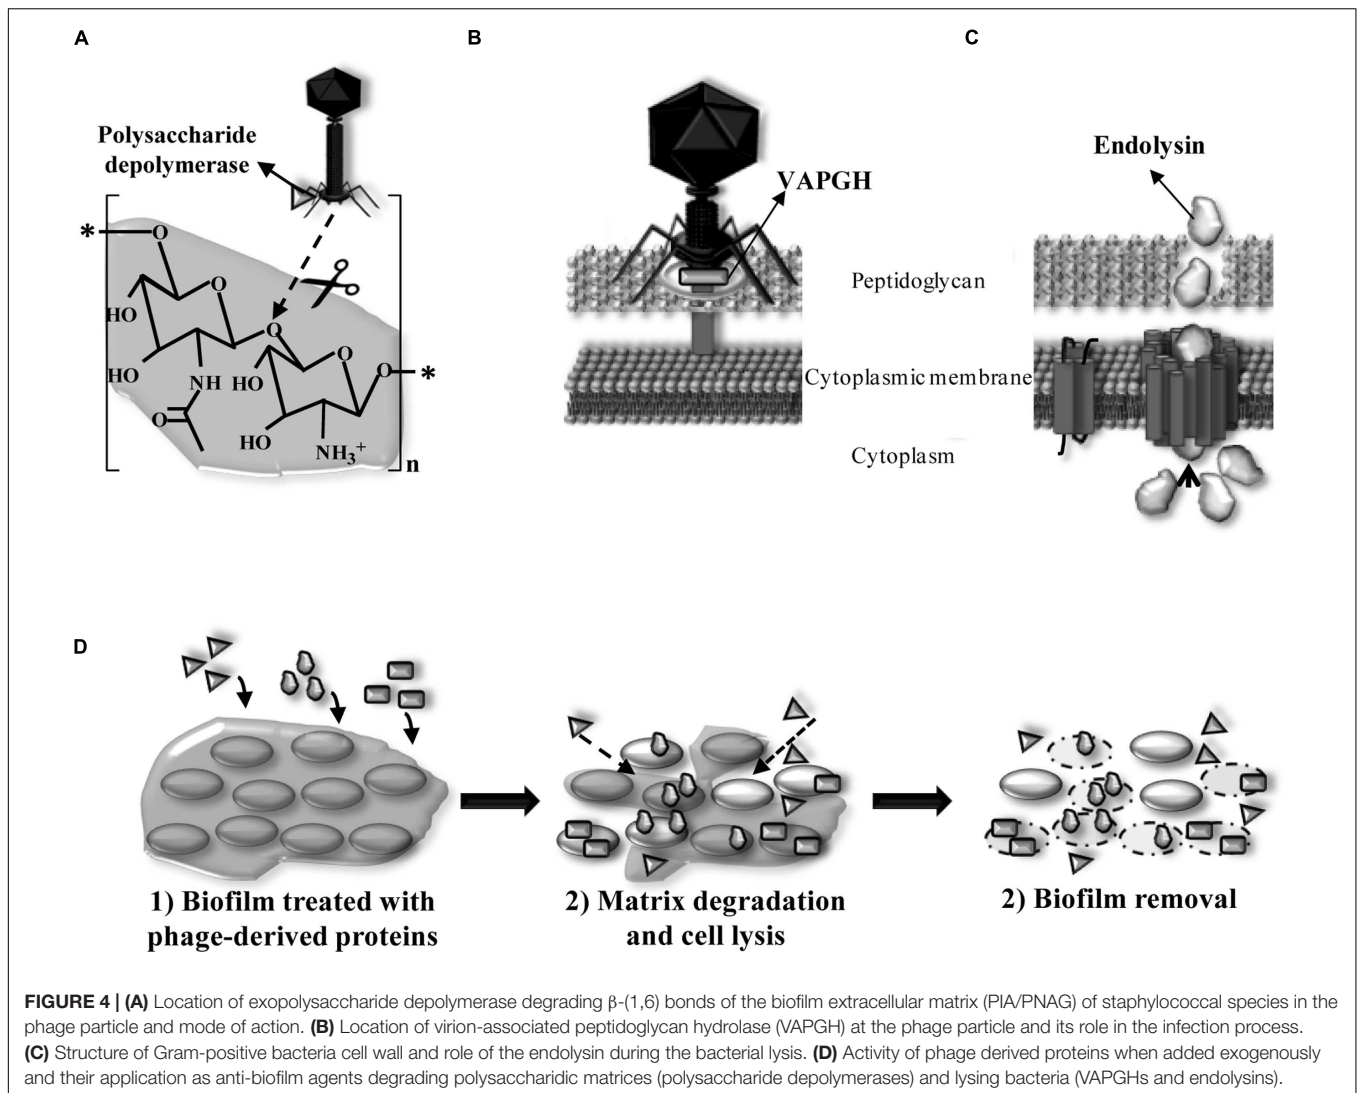 A
B
C
Polysaccharide
depolymerase
VAPGH
Endolysin
*
O
O
HO
HO
NH
O
O
HO
O
HO
NH₃⁺
O
*
n
Peptidoglycan
Cytoplasmic membrane
Cytoplasm
D
1) Biofilm treated with
phage-derived proteins
2) Matrix degradation
and cell lysis
2) Biofilm removal
FIGURE 4 | (A) Location of exopolysaccharide depolymerase degrading β-(1,6) bonds of the biofilm extracellular matrix (PIA/PNAG) of staphylococcal species in the
phage particle and mode of action. (B) Location of virion-associated peptidoglycan hydrolase (VAPGH) at the phage particle and its role in the infection process.
(C) Structure of Gram-positive bacteria cell wall and role of the endolysin during the bacterial lysis. (D) Activity of phage derived proteins when added exogenously
and their application as anti-biofilm agents degrading polysaccharidic matrices (polysaccharide depolymerases) and lysing bacteria (VAPGHs and endolysins).